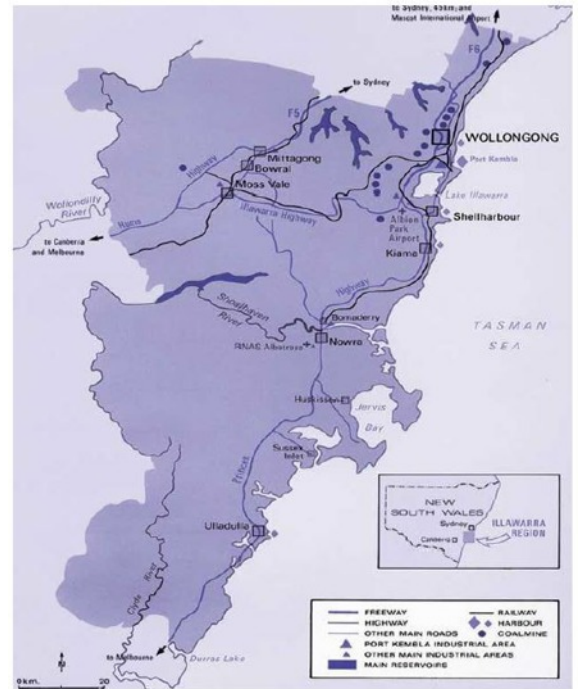 to Sydney, 45km; and
Mascot International Airport
F6
to Sydney
F5
WOLLONGONG
Port Kembla
Highway
Mittagong
Bowral
Moss Vale
Wollondilly
River
Hume
Illawarra Highway
Lake Illawarra
Albion
Park
Airport
Shellharbour
to Canberra
and Melbourne
Kiama
Highway
Shoalhaven
River
Bomaderry
RNAS Albatross
Nowra
TASMAN
SEA
Huskisson
Jervis
Bay
Sussex
Inlet
Princes
NEW
SOUTH WALES
Sydney
Canberra
ILLAWARRA
REGION
Ulladulla
Clyde River
to Melbourne
Durras Lake
N
0 km. 20
FREEWAY
HIGHWAY
OTHER MAIN ROADS
PORT KEMBLA INDUSTRIAL AREA
OTHER MAIN INDUSTRIAL AREAS
MAIN RESERVOIRS
RAILWAY
HARBOUR
COALMINE